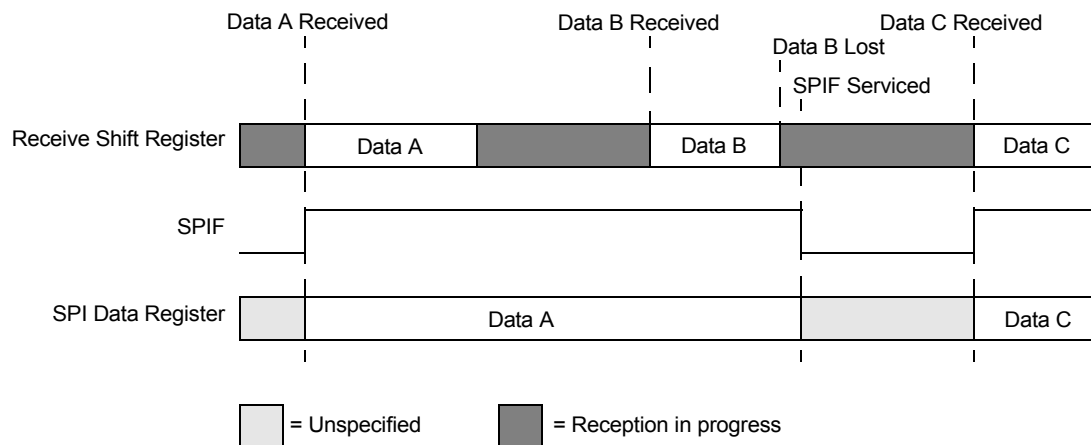 Data A Received
Data B Received
Data C Received
Data B Lost
SPIF Serviced
Receive Shift Register
Data A
Data B
Data C
SPIF
SPI Data Register
Data A
Data C
= Unspecified
= Reception in progress